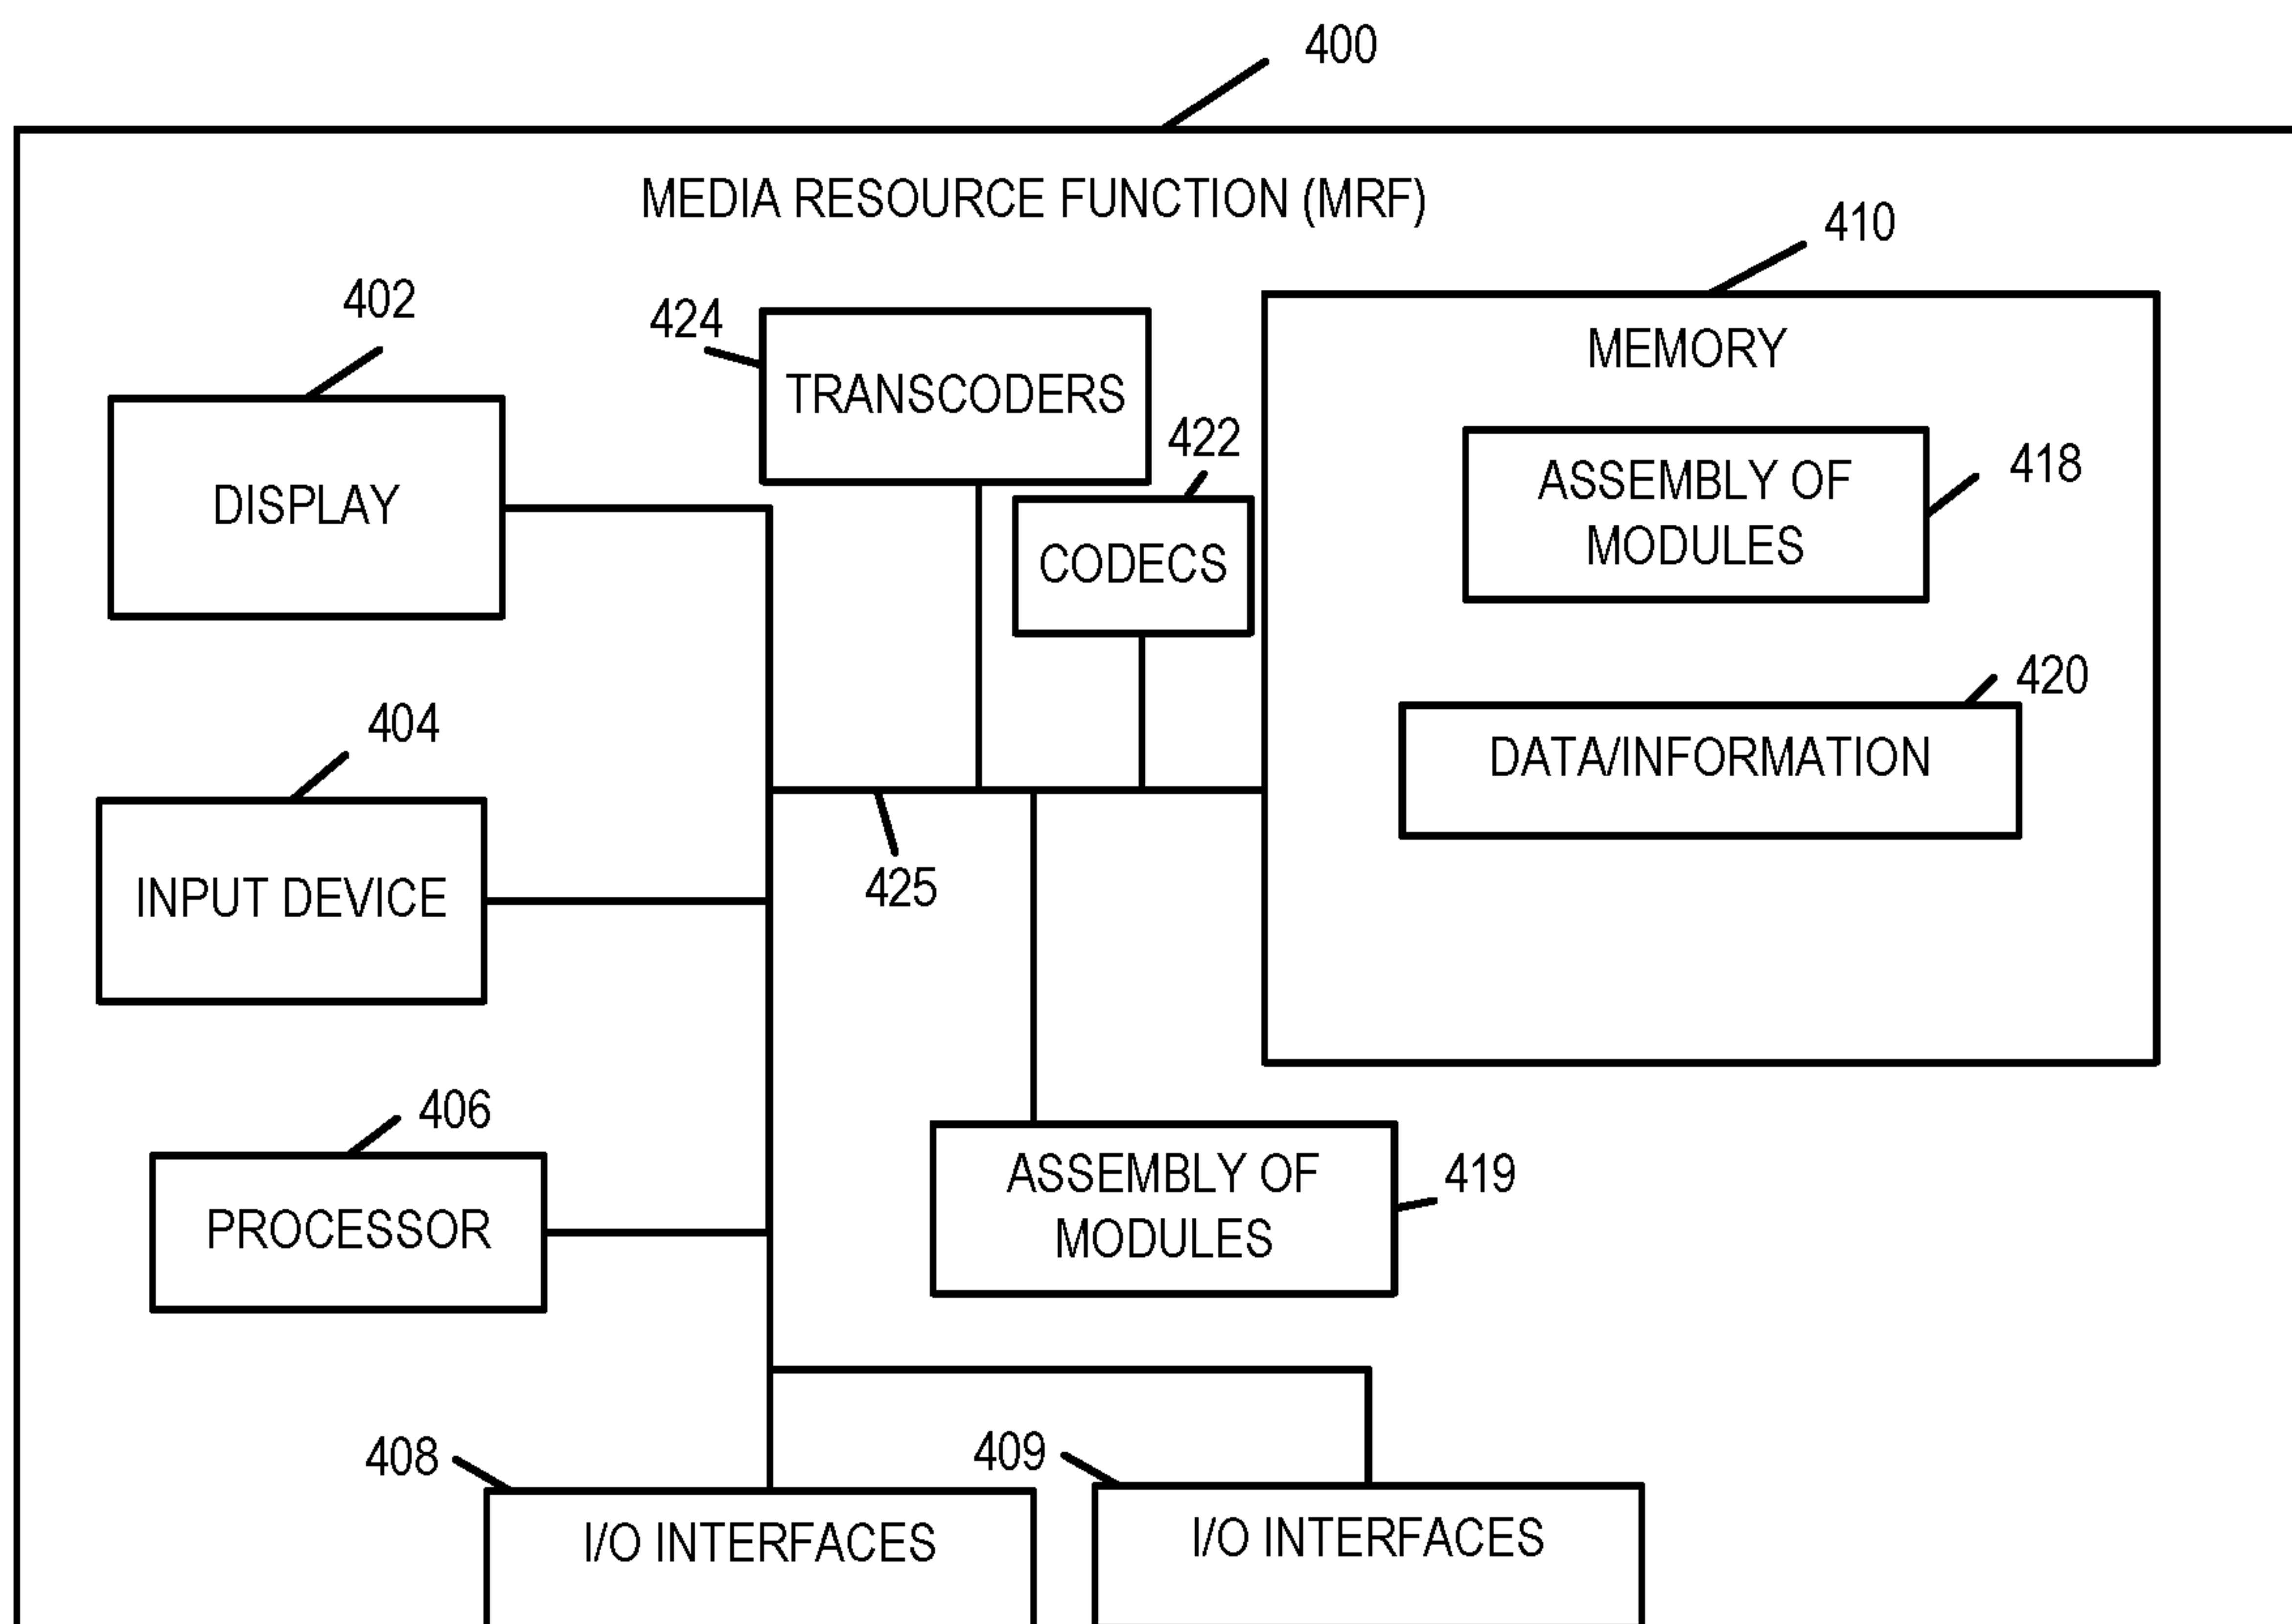 400
MEDIA RESOURCE FUNCTION (MRF)
410
402
424
MEMORY
TRANSCODERS
422
418
ASSEMBLY OF
MODULES
DISPLAY
CODECS
420
404
DATA/INFORMATION
425
INPUT DEVICE
406
419
ASSEMBLY OF
MODULES
PROCESSOR
408
409
I/O INTERFACES
I/O INTERFACES